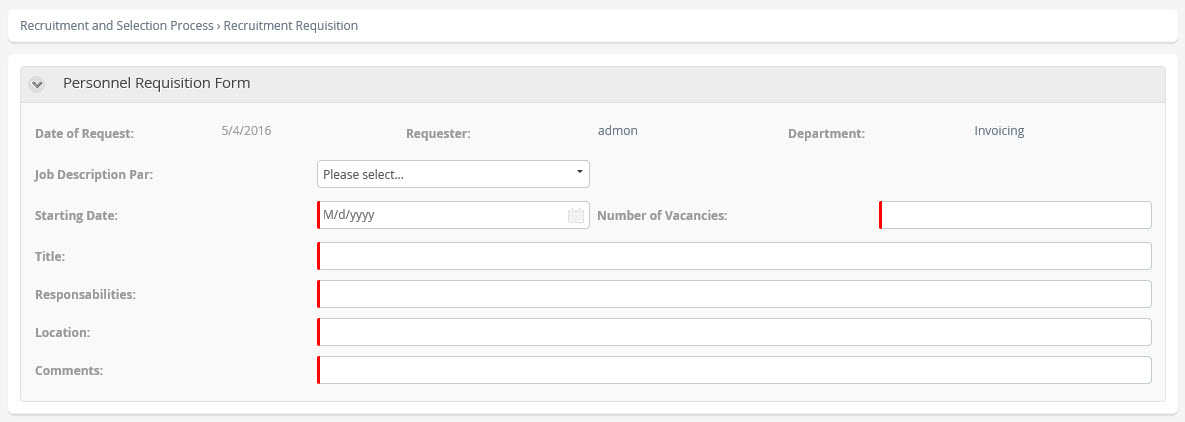 Recruitment and Selection Process › Recruitment Requisition
Personnel Requisition Form
Date of Request: 5/4/2016 Requester: admon Department: Invoicing
Job Description Par: Please select...
Starting Date: M/d/yyyy Number of Vacancies:
Title:
Responsabilities:
Location:
Comments: